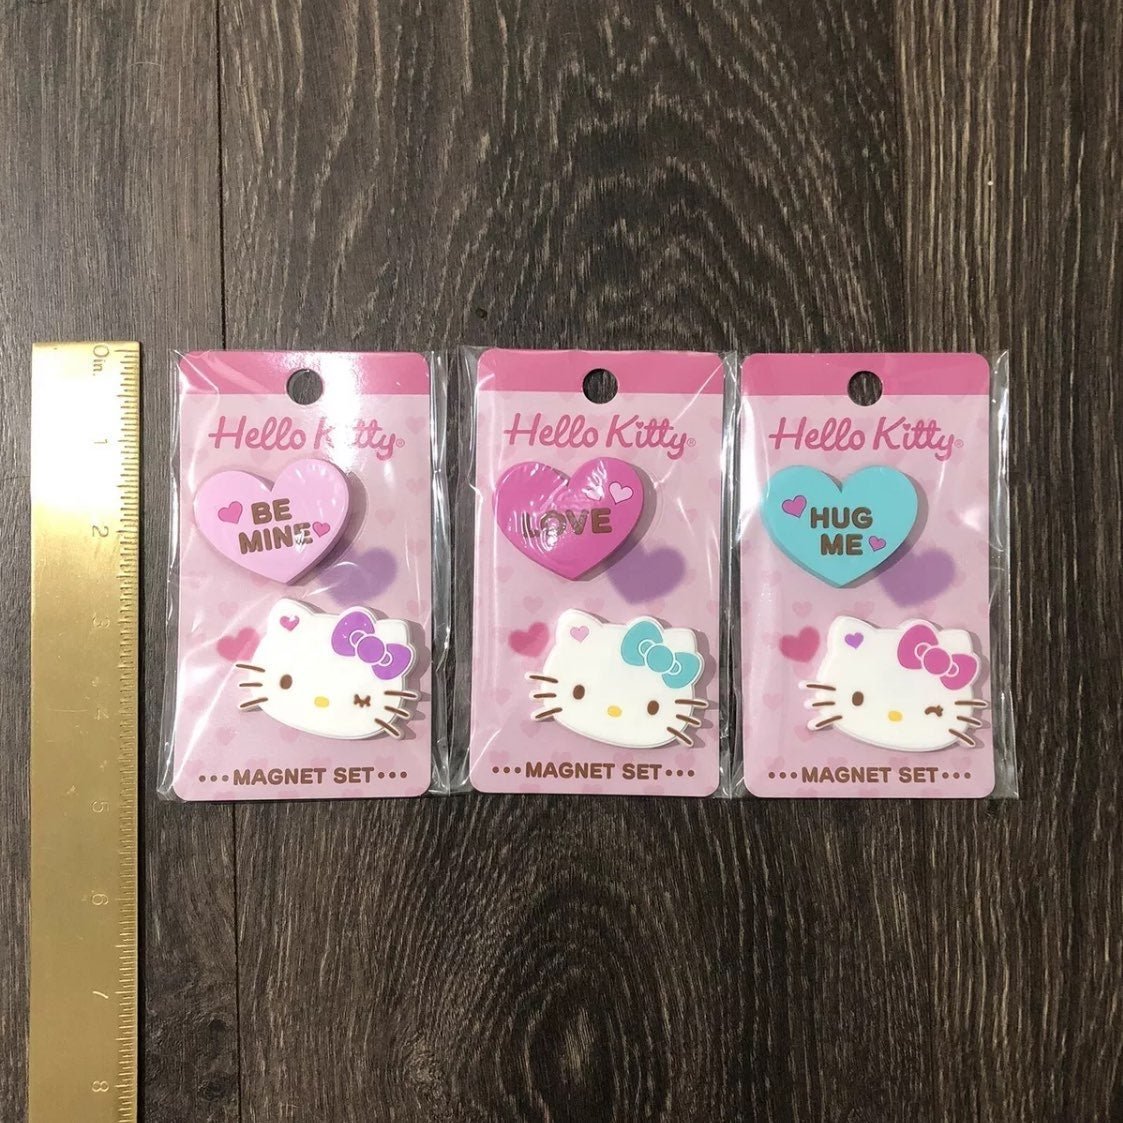 0in.
1
2
3
4
5
6
7
8
Hello Kitty®
BE
MINE
MAGNET SET
Hello Kitty®
LOVE
MAGNET SET
Hello Kitty®
HUG
ME
MAGNET SET